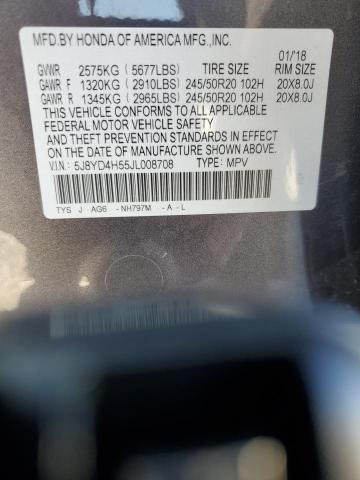 MFD.BY HONDA OF AMERICA MFG.,INC.
01/18
GVWR 2575KG (5677LBS) TIRE SIZE RIM SIZE
GAWR F 1320KG (2910LBS) 245/50R20 102H 20X8.0J
GAWR R 1345KG (2965LBS) 245/50R20 102H 20X8.0J
THIS VEHICLE CONFORMS TO ALL APPLICABLE
FEDERAL MOTOR VEHICLE SAFETY
AND THEFT PREVENTION STANDARDS IN EFFECT
ON THE DATE OF MANUFACTURE SHOWN ABOVE.
V.I.N: 5J8YD4H55JL008708 TYPE: MPV
TYS J AG6 -NH797M -A -L